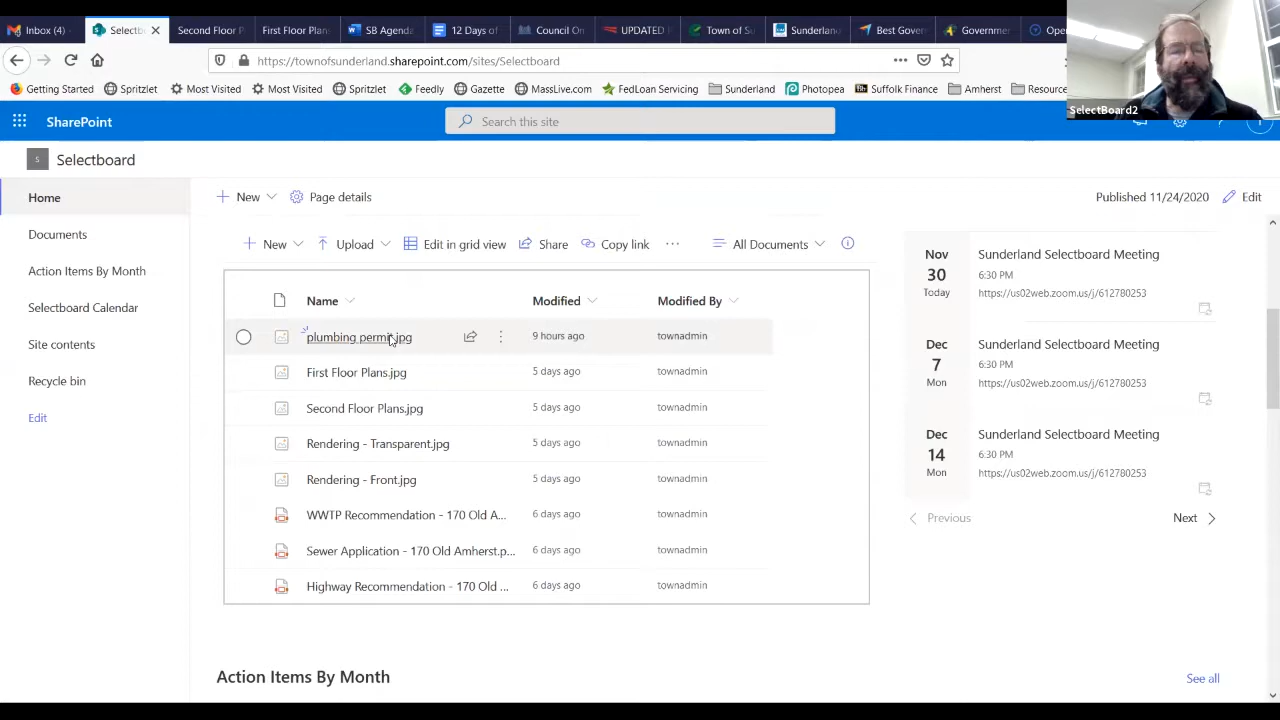 Inbox (4)
Selectb
Second Floor P
First Floor Plans
SB Agenda
12 Days of
Council On
UPDATED
Town of Su
Sunderland
Best Gover
Governme
Ope
https://townofsunderland.sharepoint.com/sites/Selectboard
Getting Started
Spritzlet
Most Visited
Most Visited
Spritzlet
Feedly
Gazette
MassLive.com
FedLoan Servicing
Sunderland
Photopea
Suffolk Finance
Amherst
Resource
SelectBoard2
SharePoint
Search this site
S
Selectboard
Home
Documents
Action Items By Month
Selectboard Calendar
Site contents
Recycle bin
Edit
New
Page details
Published 11/24/2020
Edit
New
Upload
Edit in grid view
Share
Copy link
All Documents
Name
Modified
Modified By
plumbing permit.jpg
9 hours ago
townadmin
First Floor Plans.jpg
5 days ago
townadmin
Second Floor Plans.jpg
5 days ago
townadmin
Rendering - Transparent.jpg
5 days ago
townadmin
Rendering - Front.jpg
5 days ago
townadmin
WWTP Recommendation - 170 Old A...
6 days ago
townadmin
Sewer Application - 170 Old Amherst.p...
6 days ago
townadmin
Highway Recommendation - 170 Old ...
6 days ago
townadmin
Nov
30
Today
Sunderland Selectboard Meeting
6:30 PM
https://us02web.zoom.us/j/612780253
Dec
7
Mon
Sunderland Selectboard Meeting
6:30 PM
https://us02web.zoom.us/j/612780253
Dec
14
Mon
Sunderland Selectboard Meeting
6:30 PM
https://us02web.zoom.us/j/612780253
Previous
Next
Action Items By Month
See all